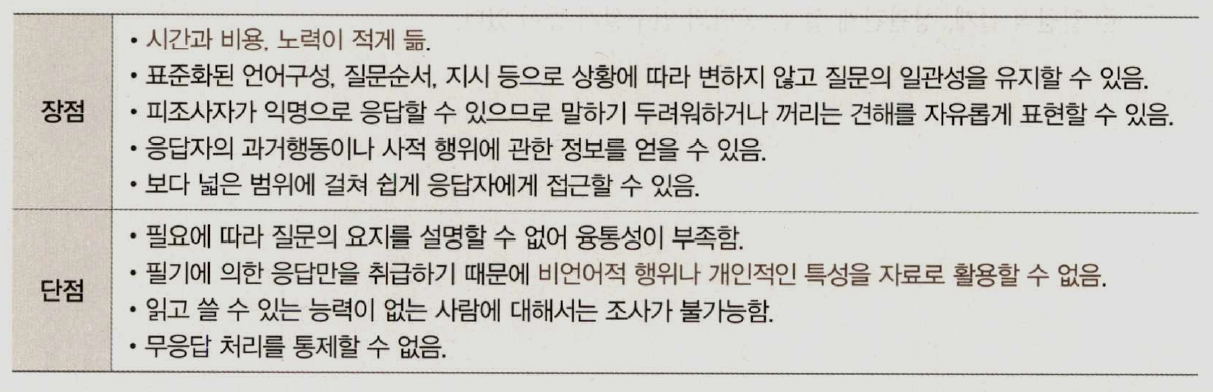 장점
• 시간과 비용, 노력이 적게 듦.
• 표준화된 언어구성, 질문순서, 지시 등으로 상황에 따라 변하지 않고 질문의 일관성을 유지할 수 있음.
• 피조사자가 익명으로 응답할 수 있으므로 말하기 두려워하거나 꺼리는 견해를 자유롭게 표현할 수 있음.
• 응답자의 과거행동이나 사적 행위에 관한 정보를 얻을 수 있음.
• 보다 넓은 범위에 걸쳐 쉽게 응답자에게 접근할 수 있음.
단점
• 필요에 따라 질문의 요지를 설명할 수 없어 융통성이 부족함.
• 필기에 의한 응답만을 취급하기 때문에 비언어적 행위나 개인적인 특성을 자료로 활용할 수 없음.
• 읽고 쓸 수 있는 능력이 없는 사람에 대해서는 조사가 불가능함.
• 무응답 처리를 통제할 수 없음.